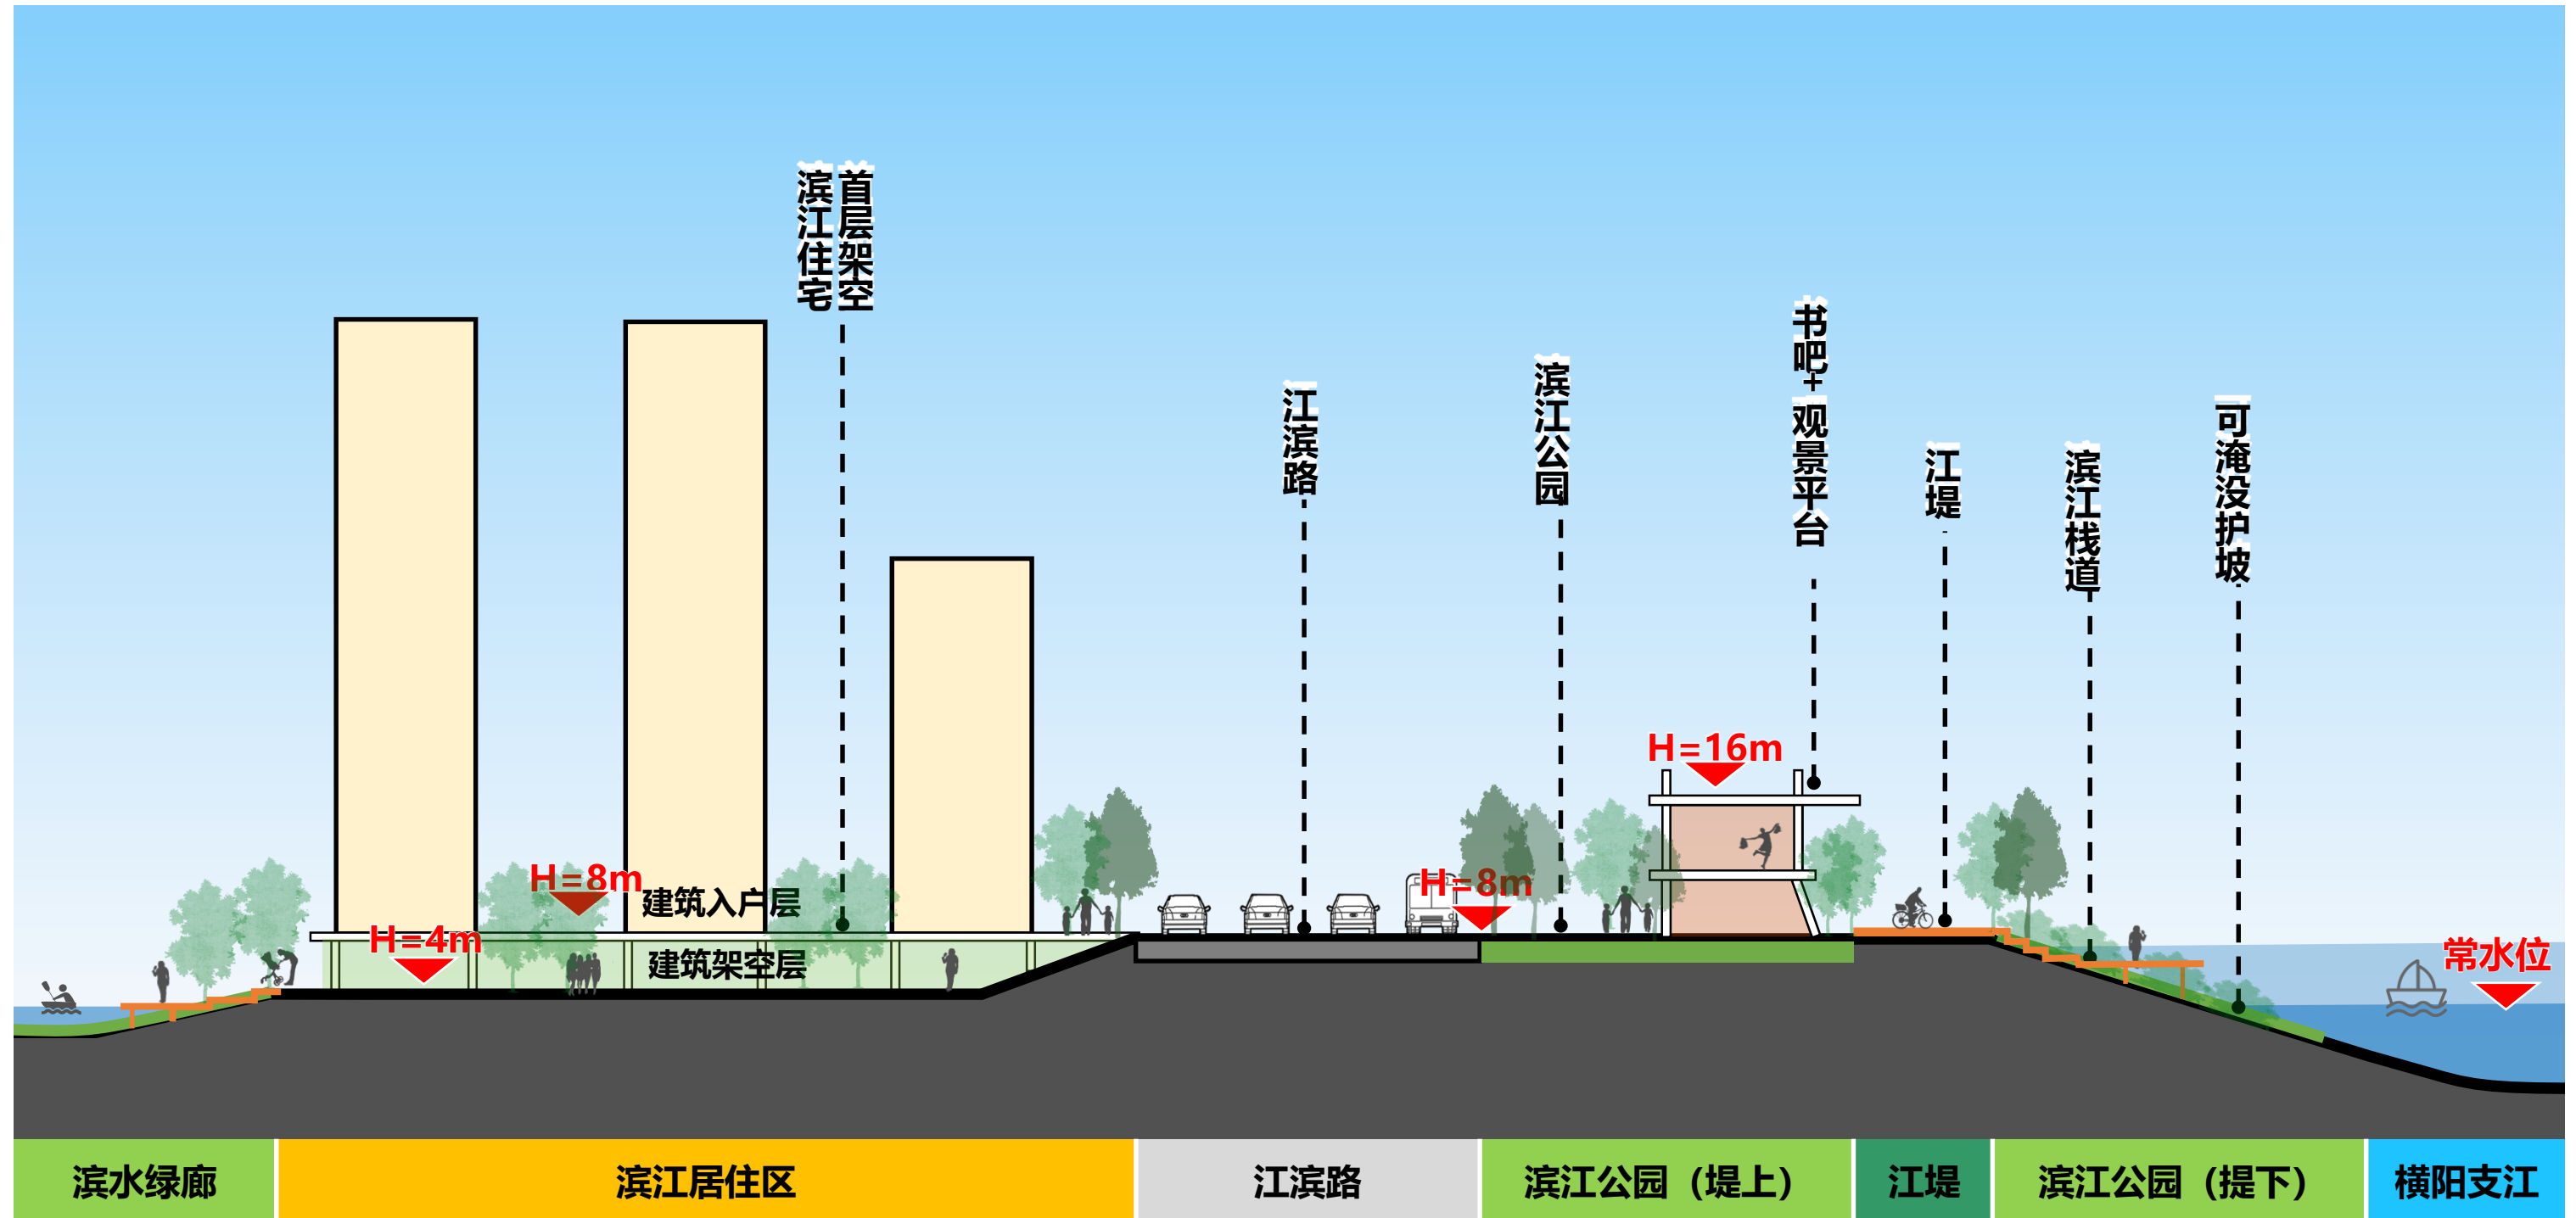 首层架空
滨江住宅
江滨路
滨江公园
书吧+观景平台
江堤
滨江栈道
可淹没护坡
H=16m
H=8m
建筑入户层
H=8m
H=4m
建筑架空层
常水位
滨水绿廊
滨江居住区
江滨路
滨江公园（堤上）
江堤
滨江公园（提下）
横阳支江